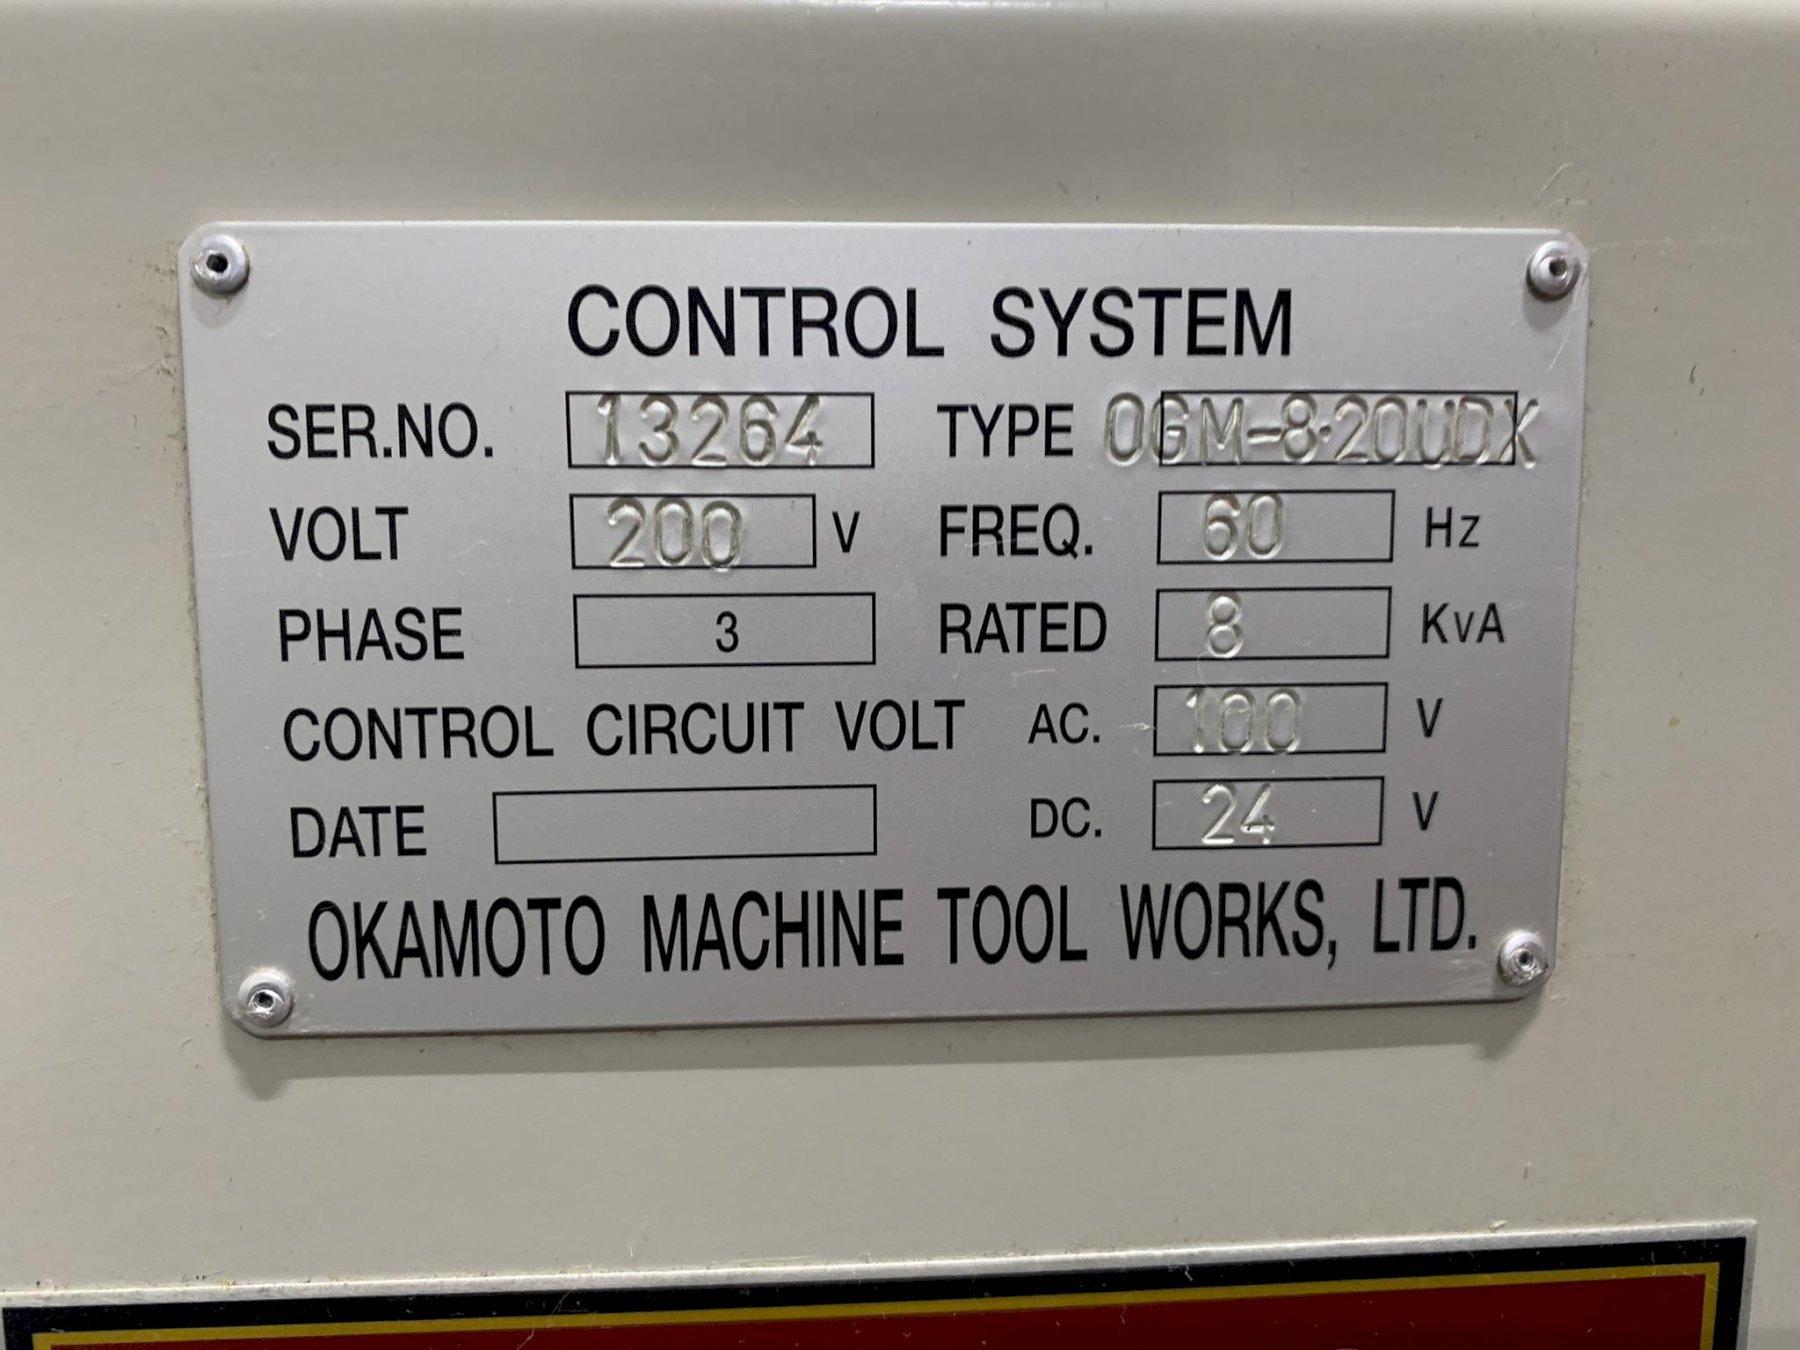 CONTROL SYSTEM
SER.NO. 13264 TYPE OGM-8·20UDX
VOLT 200 V FREQ. 60 Hz
PHASE 3 RATED 8 KvA
CONTROL CIRCUIT VOLT AC. 100 V
DATE DC. 24 V
OKAMOTO MACHINE TOOL WORKS, LTD.